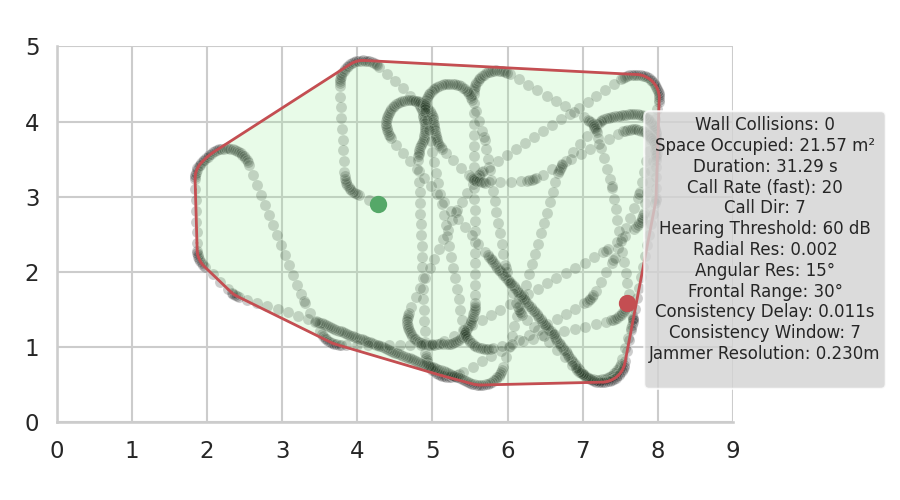 5
4
3
2
1
0
0 1 2 3 4 5 6 7 8 9
Wall Collisions: 0
Space Occupied: 21.57 m²
Duration: 31.29 s
Call Rate (fast): 20
Call Dir: 7
Hearing Threshold: 60 dB
Radial Res: 0.002
Angular Res: 15°
Frontal Range: 30°
Consistency Delay: 0.011s
Consistency Window: 7
Jammer Resolution: 0.230m